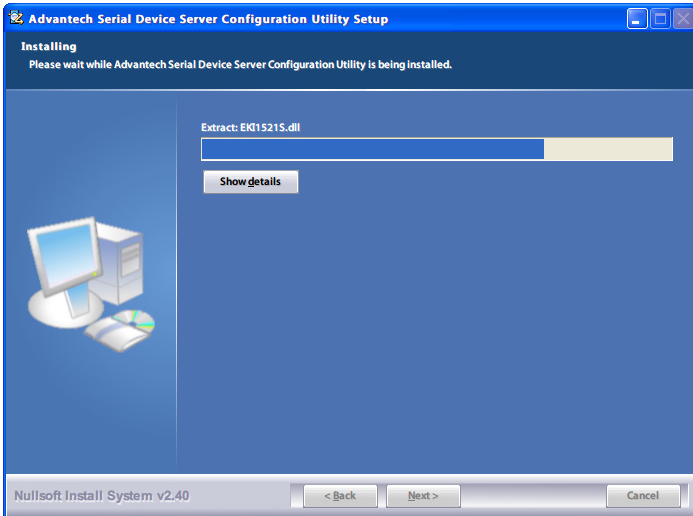 Advantech Serial Device Server Configuration Utility Setup
Installing
Please wait while Advantech Serial Device Server Configuration Utility is being installed.
Extract: EKI1521S.dll
Show details
Nullsoft Install System v2.40
< Back
Next >
Cancel